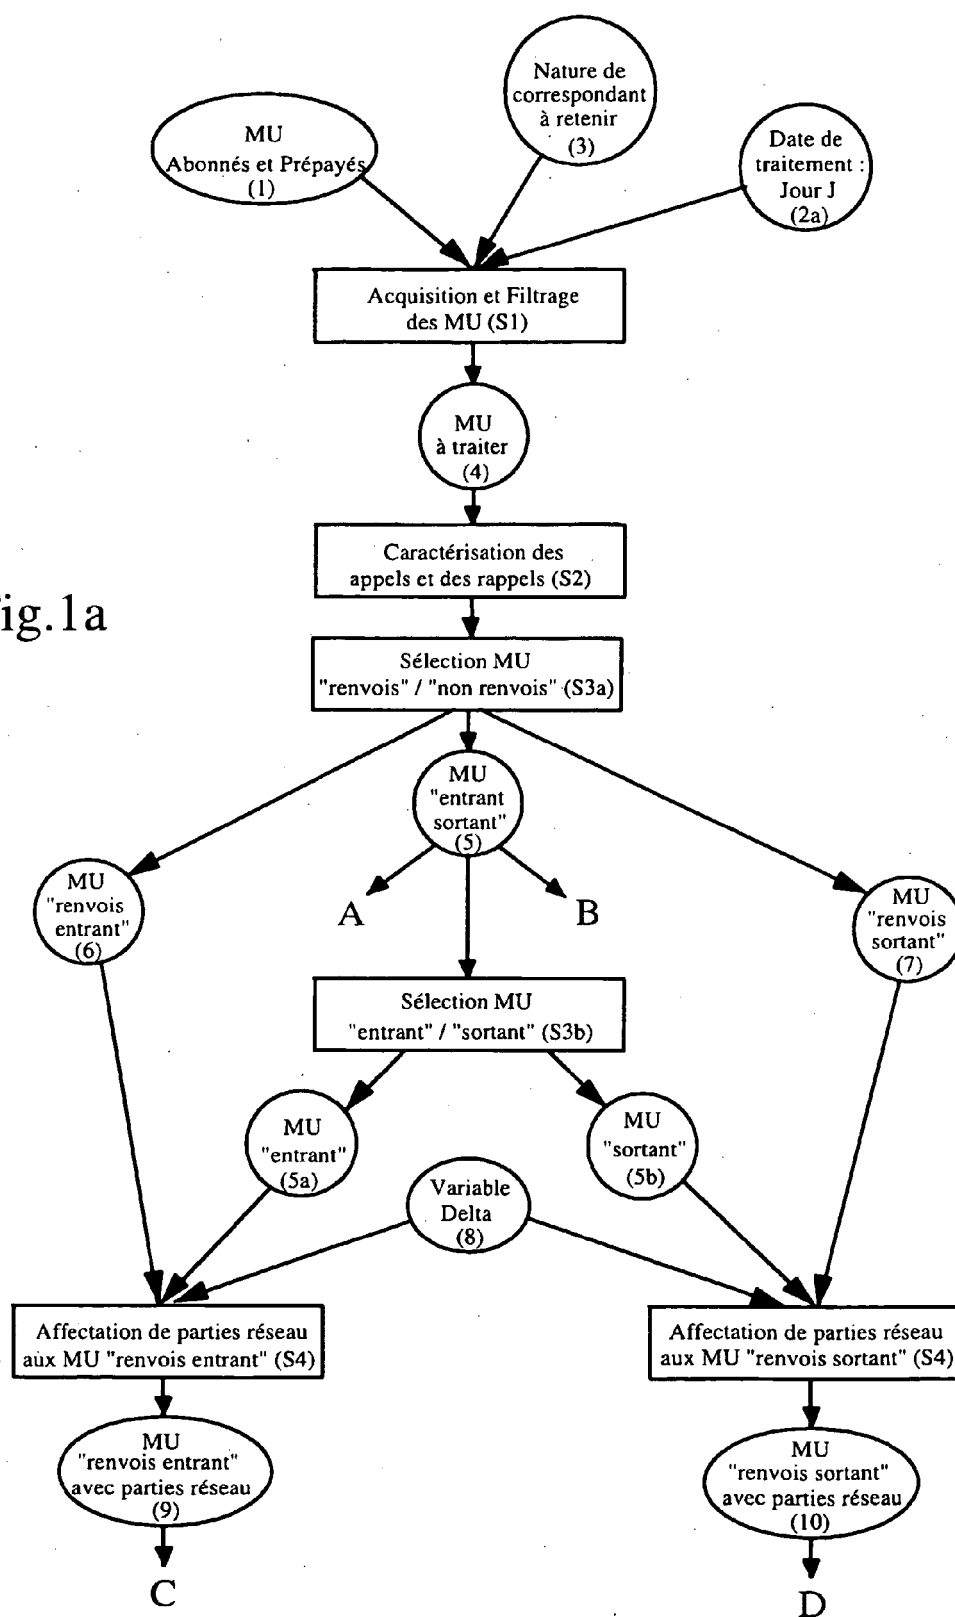 Nature de
correspondant
à retenir
(3)
MU
Abonnés et Prépayés
(1)
Date de
traitement :
Jour J
(2a)
Acquisition et Filtrage
des MU (S1)
MU
à traiter
(4)
Caractérisation des
appels et des rappels (S2)
ig.1a
Sélection MU
"renvois" / "non renvois" (S3a)
MU
"entrant
sortant"
(5)
MU
"renvois
entrant"
(6)
A
B
MU
"renvois
sortant"
(7)
Sélection MU
"entrant" / "sortant" (S3b)
MU
"entrant"
(5a)
MU
"sortant"
(5b)
Variable
Delta
(8)
Affectation de parties réseau
aux MU "renvois entrant" (S4)
Affectation de parties réseau
aux MU "renvois sortant" (S4)
MU
"renvois entrant"
avec parties réseau
(9)
MU
"renvois sortant"
avec parties réseau
(10)
C
D